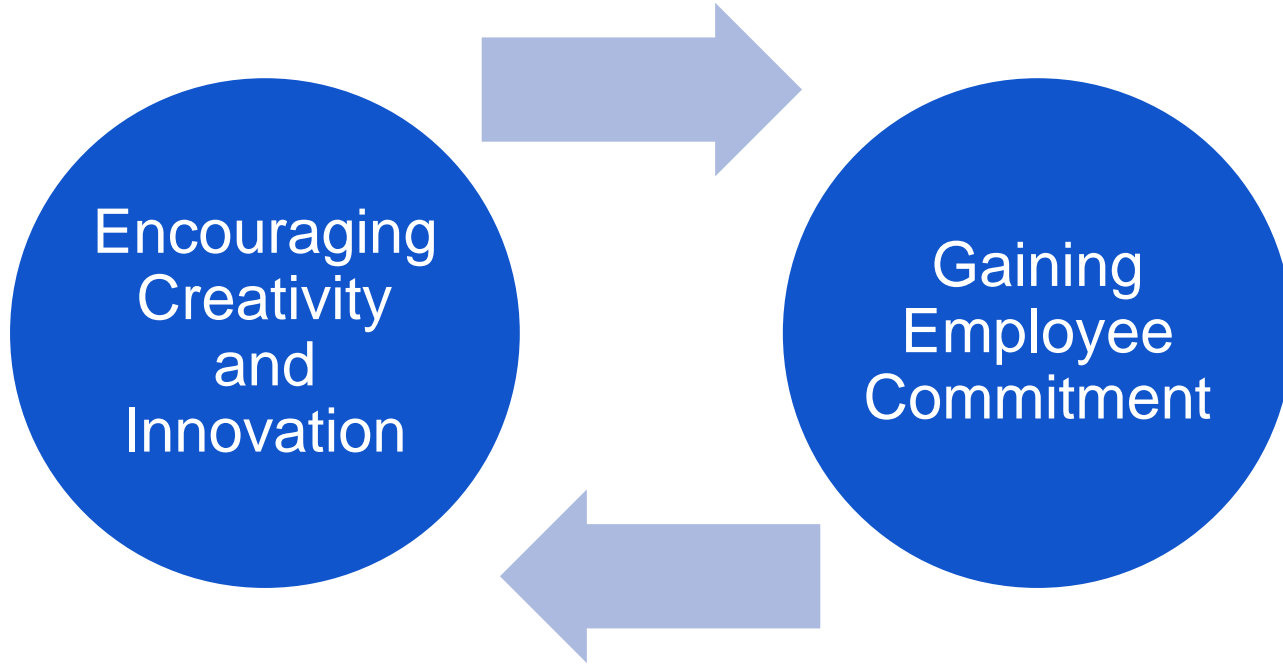 Encouraging
Creativity
and
Innovation
Gaining
Employee
Commitment